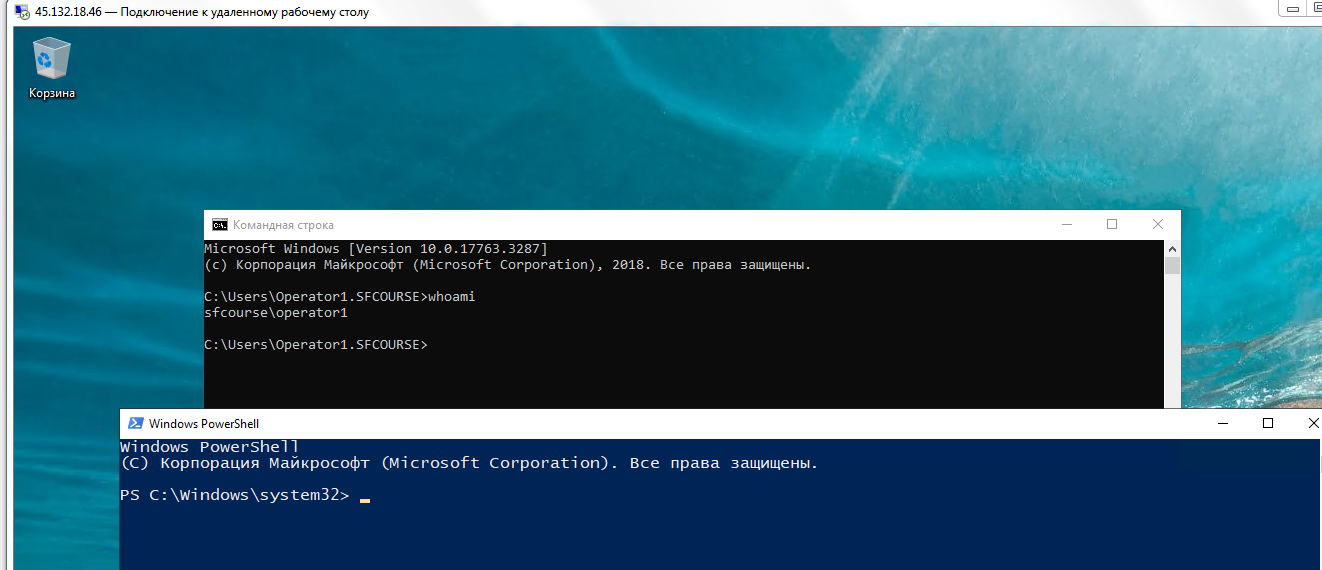 45.132.18.46 — Подключение к удаленному рабочему столу
Корзина
Командная строка
Microsoft Windows [Version 10.0.17763.3287]
(c) Корпорация Майкрософт (Microsoft Corporation), 2018. Все права защищены.
C:\Users\Operator1.SFCOURSE>whoami
sfcourse\operator1
C:\Users\Operator1.SFCOURSE>
Windows PowerShell
Windows PowerShell
(C) Корпорация Майкрософт (Microsoft Corporation). Все права защищены.
PS C:\Windows\system32>